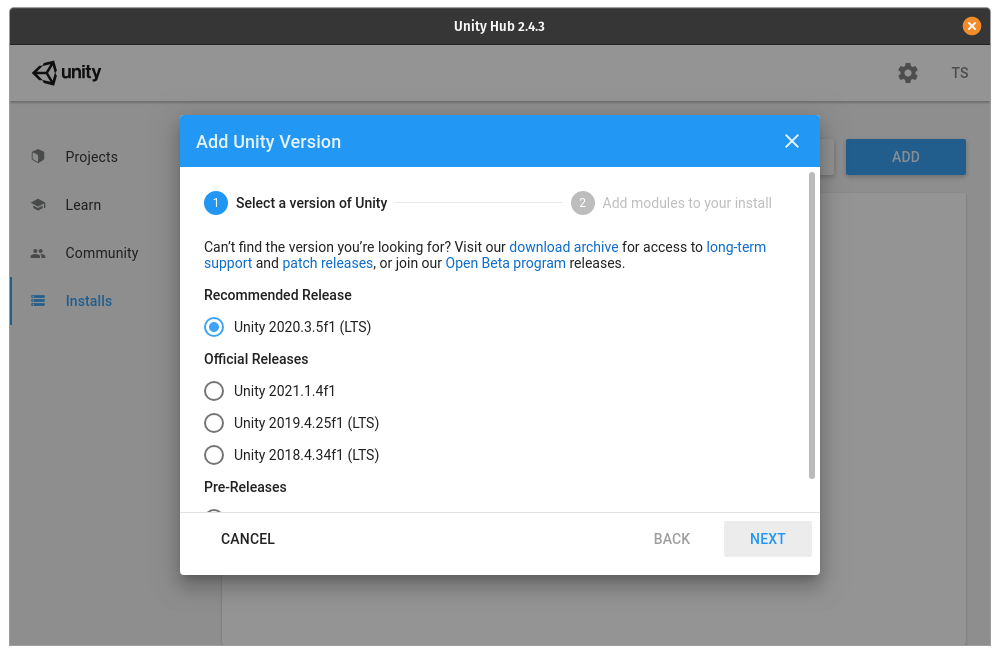 Unity Hub 2.4.3
unity
TS
Projects
Learn
Community
Installs
ADD
Add Unity Version
1 Select a version of Unity
2 Add modules to your install
Can't find the version you're looking for? Visit our download archive for access to long-term
support and patch releases, or join our Open Beta program releases.
Recommended Release
Unity 2020.3.5f1 (LTS)
Official Releases
Unity 2021.1.4f1
Unity 2019.4.25f1 (LTS)
Unity 2018.4.34f1 (LTS)
Pre-Releases
CANCEL
BACK
NEXT